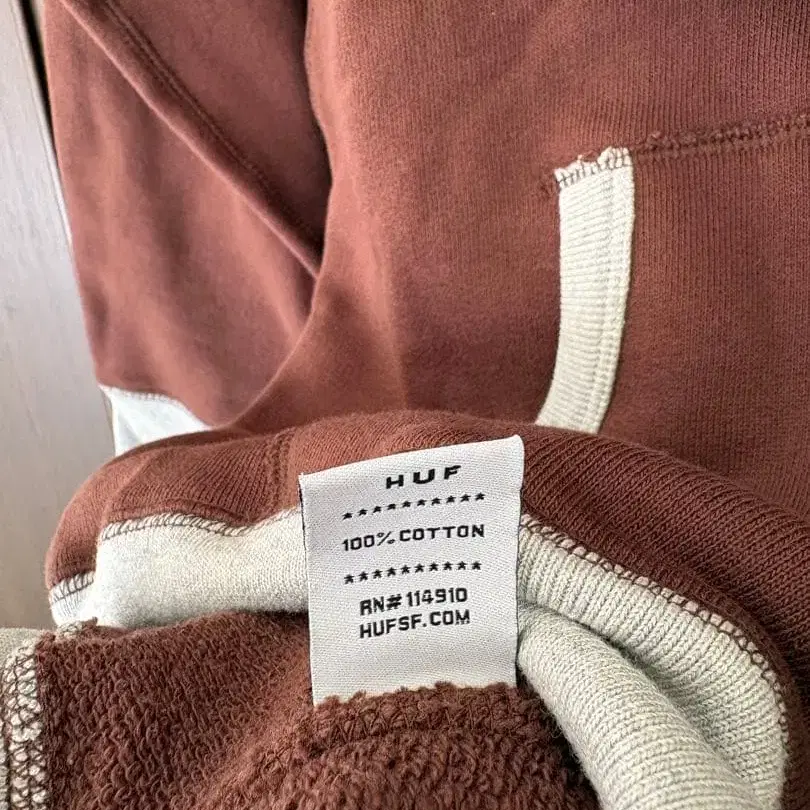 HUF
**********
100% COTTON
**********
RN# 114910
HUFSF.COM